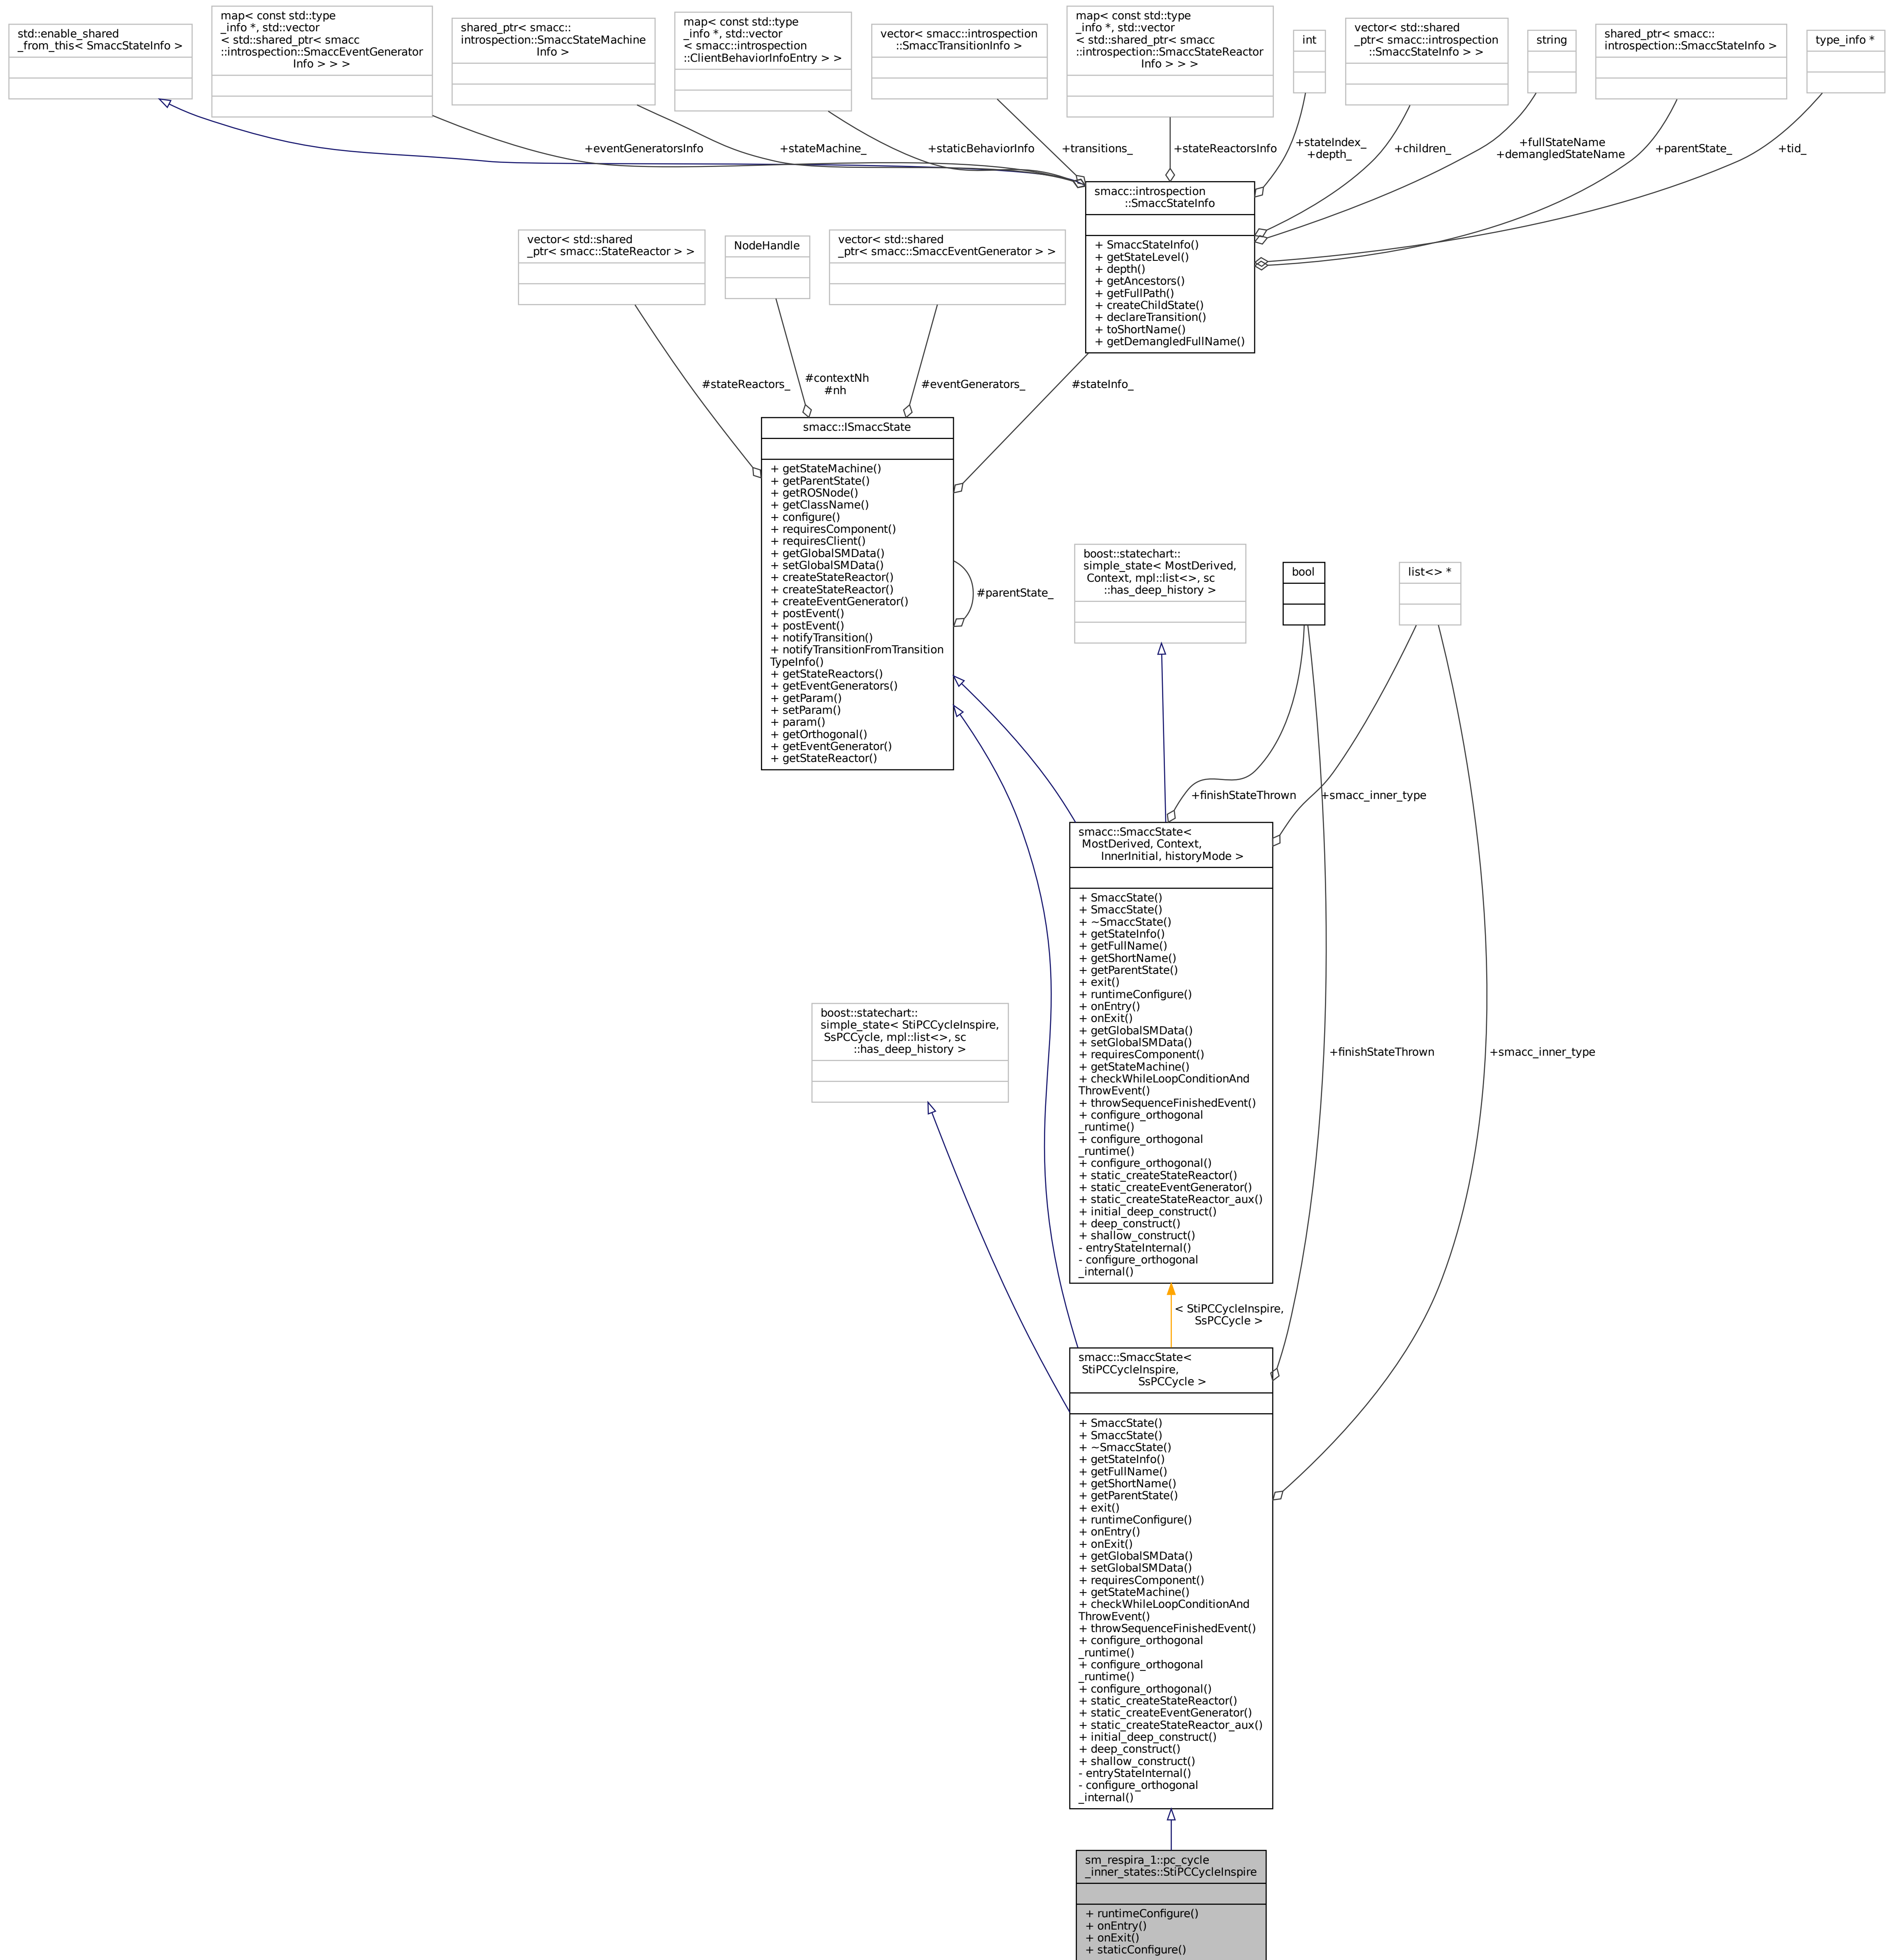 std::enable_shared
_from_this< SmaccStateInfo >
map< const std::type
_info *, std::vector
< std::shared_ptr< smacc
::introspection::SmaccEventGenerator
Info > > >
shared_ptr< smacc::
introspection::SmaccStateMachine
Info >
map< const std::type
_info *, std::vector
< smacc::introspection
::ClientBehaviorInfoEntry > >
vector< smacc::introspection
::SmaccTransitionInfo >
map< const std::type
_info *, std::vector
< std::shared_ptr< smacc
::introspection::SmaccStateReactor
Info > > >
int
vector< std::shared
_ptr< smacc::introspection
::SmaccStateInfo > >
string
shared_ptr< smacc::
introspection::SmaccStateInfo >
type_info *
+eventGeneratorsInfo
+stateMachine_
+staticBehaviorInfo
+transitions_
+stateReactorsInfo
+stateIndex_
+depth_
+children_
+fullStateName
+demangledStateName
+parentState_
+tid_
smacc::introspection
::SmaccStateInfo
+ SmaccStateInfo()
+ getStateLevel()
+ depth()
+ getAncestors()
+ getFullPath()
+ createChildState()
+ declareTransition()
+ toShortName()
+ getDemangledFullName()
vector< std::shared
_ptr< smacc::StateReactor > >
NodeHandle
vector< std::shared
_ptr< smacc::SmaccEventGenerator > >
#stateReactors_
#contextNh
#nh
#eventGenerators_
#stateInfo_
smacc::ISmaccState
+ getStateMachine()
+ getParentState()
+ getROSNode()
+ getClassName()
+ configure()
+ requiresComponent()
+ requiresClient()
+ getGlobalSMData()
+ setGlobalSMData()
+ createStateReactor()
+ createStateReactor()
+ createEventGenerator()
+ postEvent()
+ postEvent()
+ notifyTransition()
+ notifyTransitionFromTransition
TypeInfo()
+ getStateReactors()
+ getEventGenerators()
+ getParam()
+ setParam()
+ param()
+ getOrthogonal()
+ getEventGenerator()
+ getStateReactor()
#parentState_
boost::statechart::
simple_state< MostDerived,
Context, mpl::list<>, sc
::has_deep_history >
bool
list<> *
+finishStateThrown
+smacc_inner_type
smacc::SmaccState<
MostDerived, Context,
InnerInitial, historyMode >
+ SmaccState()
+ SmaccState()
+ ~SmaccState()
+ getStateInfo()
+ getFullName()
+ getShortName()
+ getParentState()
+ exit()
+ runtimeConfigure()
+ onEntry()
+ onExit()
+ getGlobalSMData()
+ setGlobalSMData()
+ requiresComponent()
+ getStateMachine()
+ checkWhileLoopConditionAnd
ThrowEvent()
+ throwSequenceFinishedEvent()
+ configure_orthogonal
_runtime()
+ configure_orthogonal
_runtime()
+ configure_orthogonal()
+ static_createStateReactor()
+ static_createEventGenerator()
+ static_createStateReactor_aux()
+ initial_deep_construct()
+ deep_construct()
+ shallow_construct()
- entryStateInternal()
- configure_orthogonal
_internal()
boost::statechart::
simple_state< StiPCCycleInspire,
SsPCCycle, mpl::list<>, sc
::has_deep_history >
+finishStateThrown
+smacc_inner_type
< StiPCCycleInspire,
SsPCCycle >
smacc::SmaccState<
StiPCCycleInspire,
SsPCCycle >
+ SmaccState()
+ SmaccState()
+ ~SmaccState()
+ getStateInfo()
+ getFullName()
+ getShortName()
+ getParentState()
+ exit()
+ runtimeConfigure()
+ onEntry()
+ onExit()
+ getGlobalSMData()
+ setGlobalSMData()
+ requiresComponent()
+ getStateMachine()
+ checkWhileLoopConditionAnd
ThrowEvent()
+ throwSequenceFinishedEvent()
+ configure_orthogonal
_runtime()
+ configure_orthogonal
_runtime()
+ configure_orthogonal()
+ static_createStateReactor()
+ static_createEventGenerator()
+ static_createStateReactor_aux()
+ initial_deep_construct()
+ deep_construct()
+ shallow_construct()
- entryStateInternal()
- configure_orthogonal
_internal()
sm_respira_1::pc_cycle
_inner_states::StiPCCycleInspire
+ runtimeConfigure()
+ onEntry()
+ onExit()
+ staticConfigure()